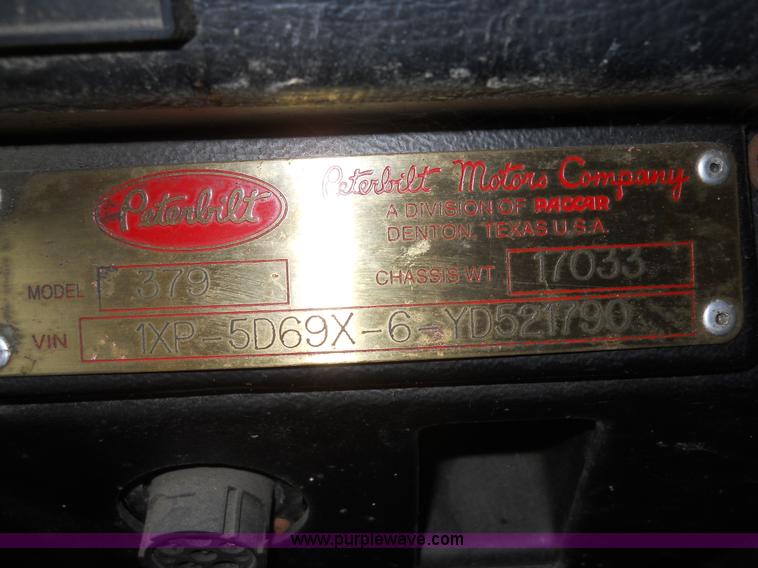 Peterbilt
Peterbilt Motors Company
A DIVISION OF PACCAR
DENTON, TEXAS U.S.A.
MODEL 379
CHASSIS WT 17033
VIN 1XP-5D69X-6-YD521790
www.purplewave.com